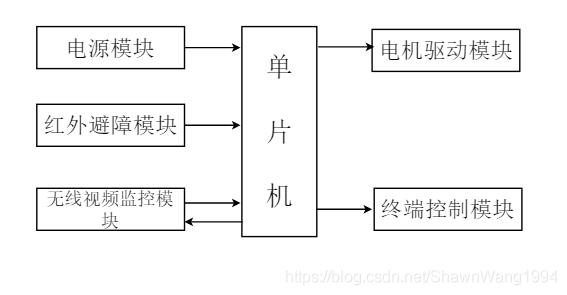 电源模块
红外避障模块
无线视频监控模
块
单
片
机
电机驱动模块
终端控制模块
https://blog.csdn.net/ShawnWang1994